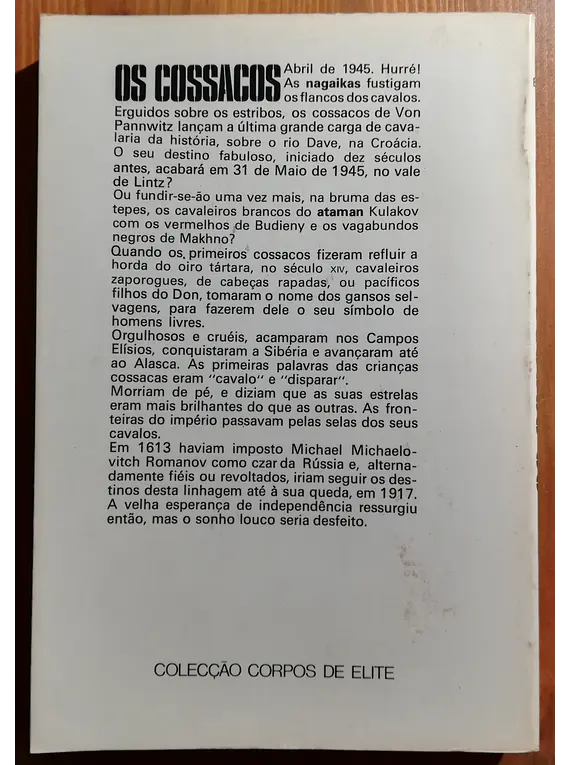 OS COSSACOS
Abril de 1945. Hurré!
As nagaikas fustigam
os flancos dos cavalos.
Erguidos sobre os estribos, os cossacos de Von
Pannwitz lançam a última grande carga de cava-
laria da história, sobre o rio Dave, na Croácia.
O seu destino fabuloso, iniciado dez séculos
antes, acabará em 31 de Maio de 1945, no vale
de Lintz?
Ou fundir-se-ão uma vez mais, na bruma das es-
tepes, os cavaleiros brancos do ataman Kulakov
com os vermelhos de Budieny e os vagabundos
negros de Makhno?
Quando os primeiros cossacos fizeram refluir a
horda do oiro tártara, no século XIV, cavaleiros
zaporogues, de cabeças rapadas, ou pacíficos
filhos do Don, tomaram o nome dos gansos sel-
vagens, para fazerem dele o seu símbolo de
homens livres.
Orgulhosos e cruéis, acamparam nos Campos
Elísios, conquistaram a Sibéria e avançaram até
ao Alasca. As primeiras palavras das crianças
cossacas eram "cavalo" e "disparar".
Morriam de pé, e diziam que as suas estrelas
eram mais brilhantes do que as outras. As fron-
teiras do império passavam pelas selas dos seus
cavalos.
Em 1613 haviam imposto Michael Michaelo-
vitch Romanov como czar da Rússia e, alterna-
damente fiéis ou revoltados, iriam seguir os des-
tinos desta linhagem até à sua queda, em 1917.
A velha esperança de independência ressurgiu
então, mas o sonho louco seria desfeito.
COLECÇÃO CORPOS DE ELITE